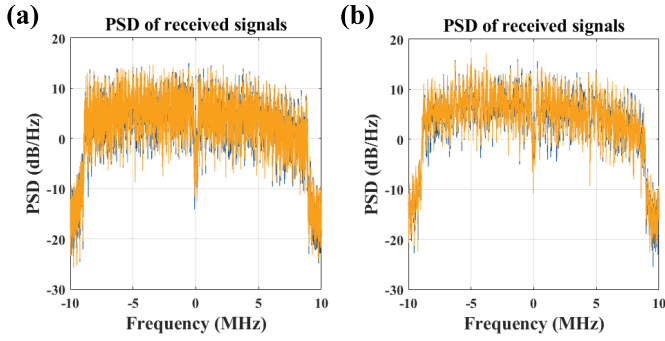 (a)
PSD of received signals
PSD (dB/Hz)
20
10
0
-10
-20
-30
-10 -5 0 5 10
Frequency (MHz)
(b)
PSD of received signals
PSD (dB/Hz)
20
10
0
-10
-20
-30
-10 -5 0 5 10
Frequency (MHz)